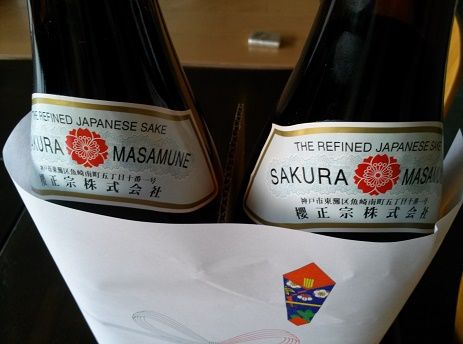 THE REFINED JAPANESE SAKE
SAKURA MASAMUNE
神戸市東灘区魚崎南町五丁目十番一号
櫻正宗株式会社
THE REFINED JAPANESE SAKE
SAKURA MASAMU
神戸市東灘区魚崎南町五丁目十番一号
櫻正宗株式会社